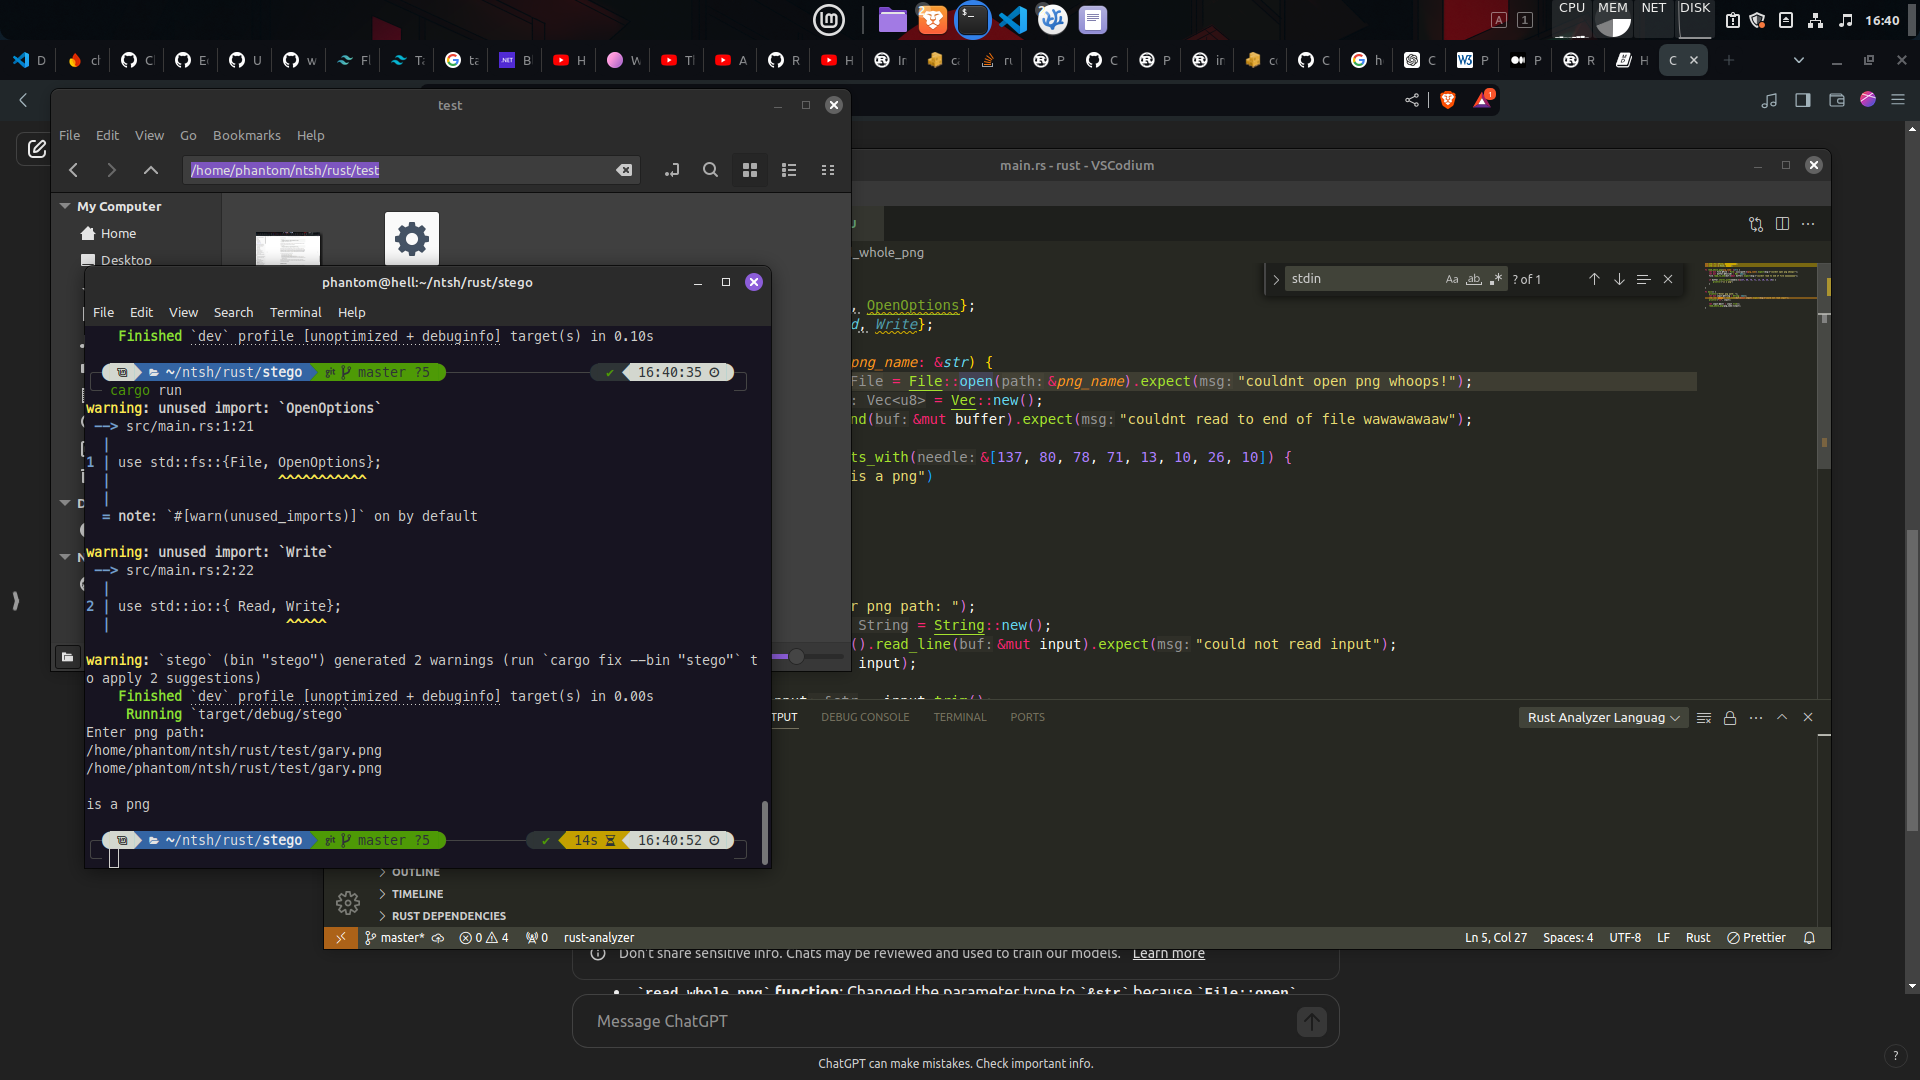 CPU MEM NET DISK
A 1 16:40
test
File Edit View Go Bookmarks Help
/home/phantom/ntsh/rust/test
My Computer
Home
Desktop
main.rs - rust - VSCodium
_whole_png
stdin
Aa ab ? of 1
, OpenOptions};
d, Write};
png_name: &str) {
File = File::open(path: &png_name).expect(msg: "couldnt open png whoops!");
: Vec<u8> = Vec::new();
nd(buf: &mut buffer).expect(msg: "couldnt read to end of file wawawawaaw");
ts_with(needle: &[137, 80, 78, 71, 13, 10, 26, 10]) {
is a png")
r png path: ");
String = String::new();
().read_line(buf: &mut input).expect(msg: "could not read input");
input);
TPUT DEBUG CONSOLE TERMINAL PORTS
Rust Analyzer Languag
phantom@hell:~/ntsh/rust/stego
File Edit View Search Terminal Help
Finished `dev` profile [unoptimized + debuginfo] target(s) in 0.10s
~/ntsh/rust/stego master ?5 ✔ 16:40:35
cargo run
warning: unused import: `OpenOptions`
--> src/main.rs:1:21
|
1 | use std::fs::{File, OpenOptions};
| ^^^^^^^^^^^
|
= note: `#[warn(unused_imports)]` on by default
warning: unused import: `Write`
--> src/main.rs:2:22
|
2 | use std::io::{ Read, Write};
| ^^^^^
warning: `stego` (bin "stego") generated 2 warnings (run `cargo fix --bin "stego"` t
o apply 2 suggestions)
Finished `dev` profile [unoptimized + debuginfo] target(s) in 0.00s
Running `target/debug/stego`
Enter png path:
/home/phantom/ntsh/rust/test/gary.png
/home/phantom/ntsh/rust/test/gary.png
is a png
~/ntsh/rust/stego master ?5 ✔ 14s 16:40:52
OUTLINE
TIMELINE
RUST DEPENDENCIES
master* 0 4 0 rust-analyzer
Ln 5, Col 27 Spaces: 4 UTF-8 LF Rust Prettier
Don't share sensitive info. Chats may be reviewed and used to train our models. Learn more
`read_whole_png` function: Changed the parameter type to `&str` because `File::open`
Message ChatGPT
ChatGPT can make mistakes. Check important info.
?